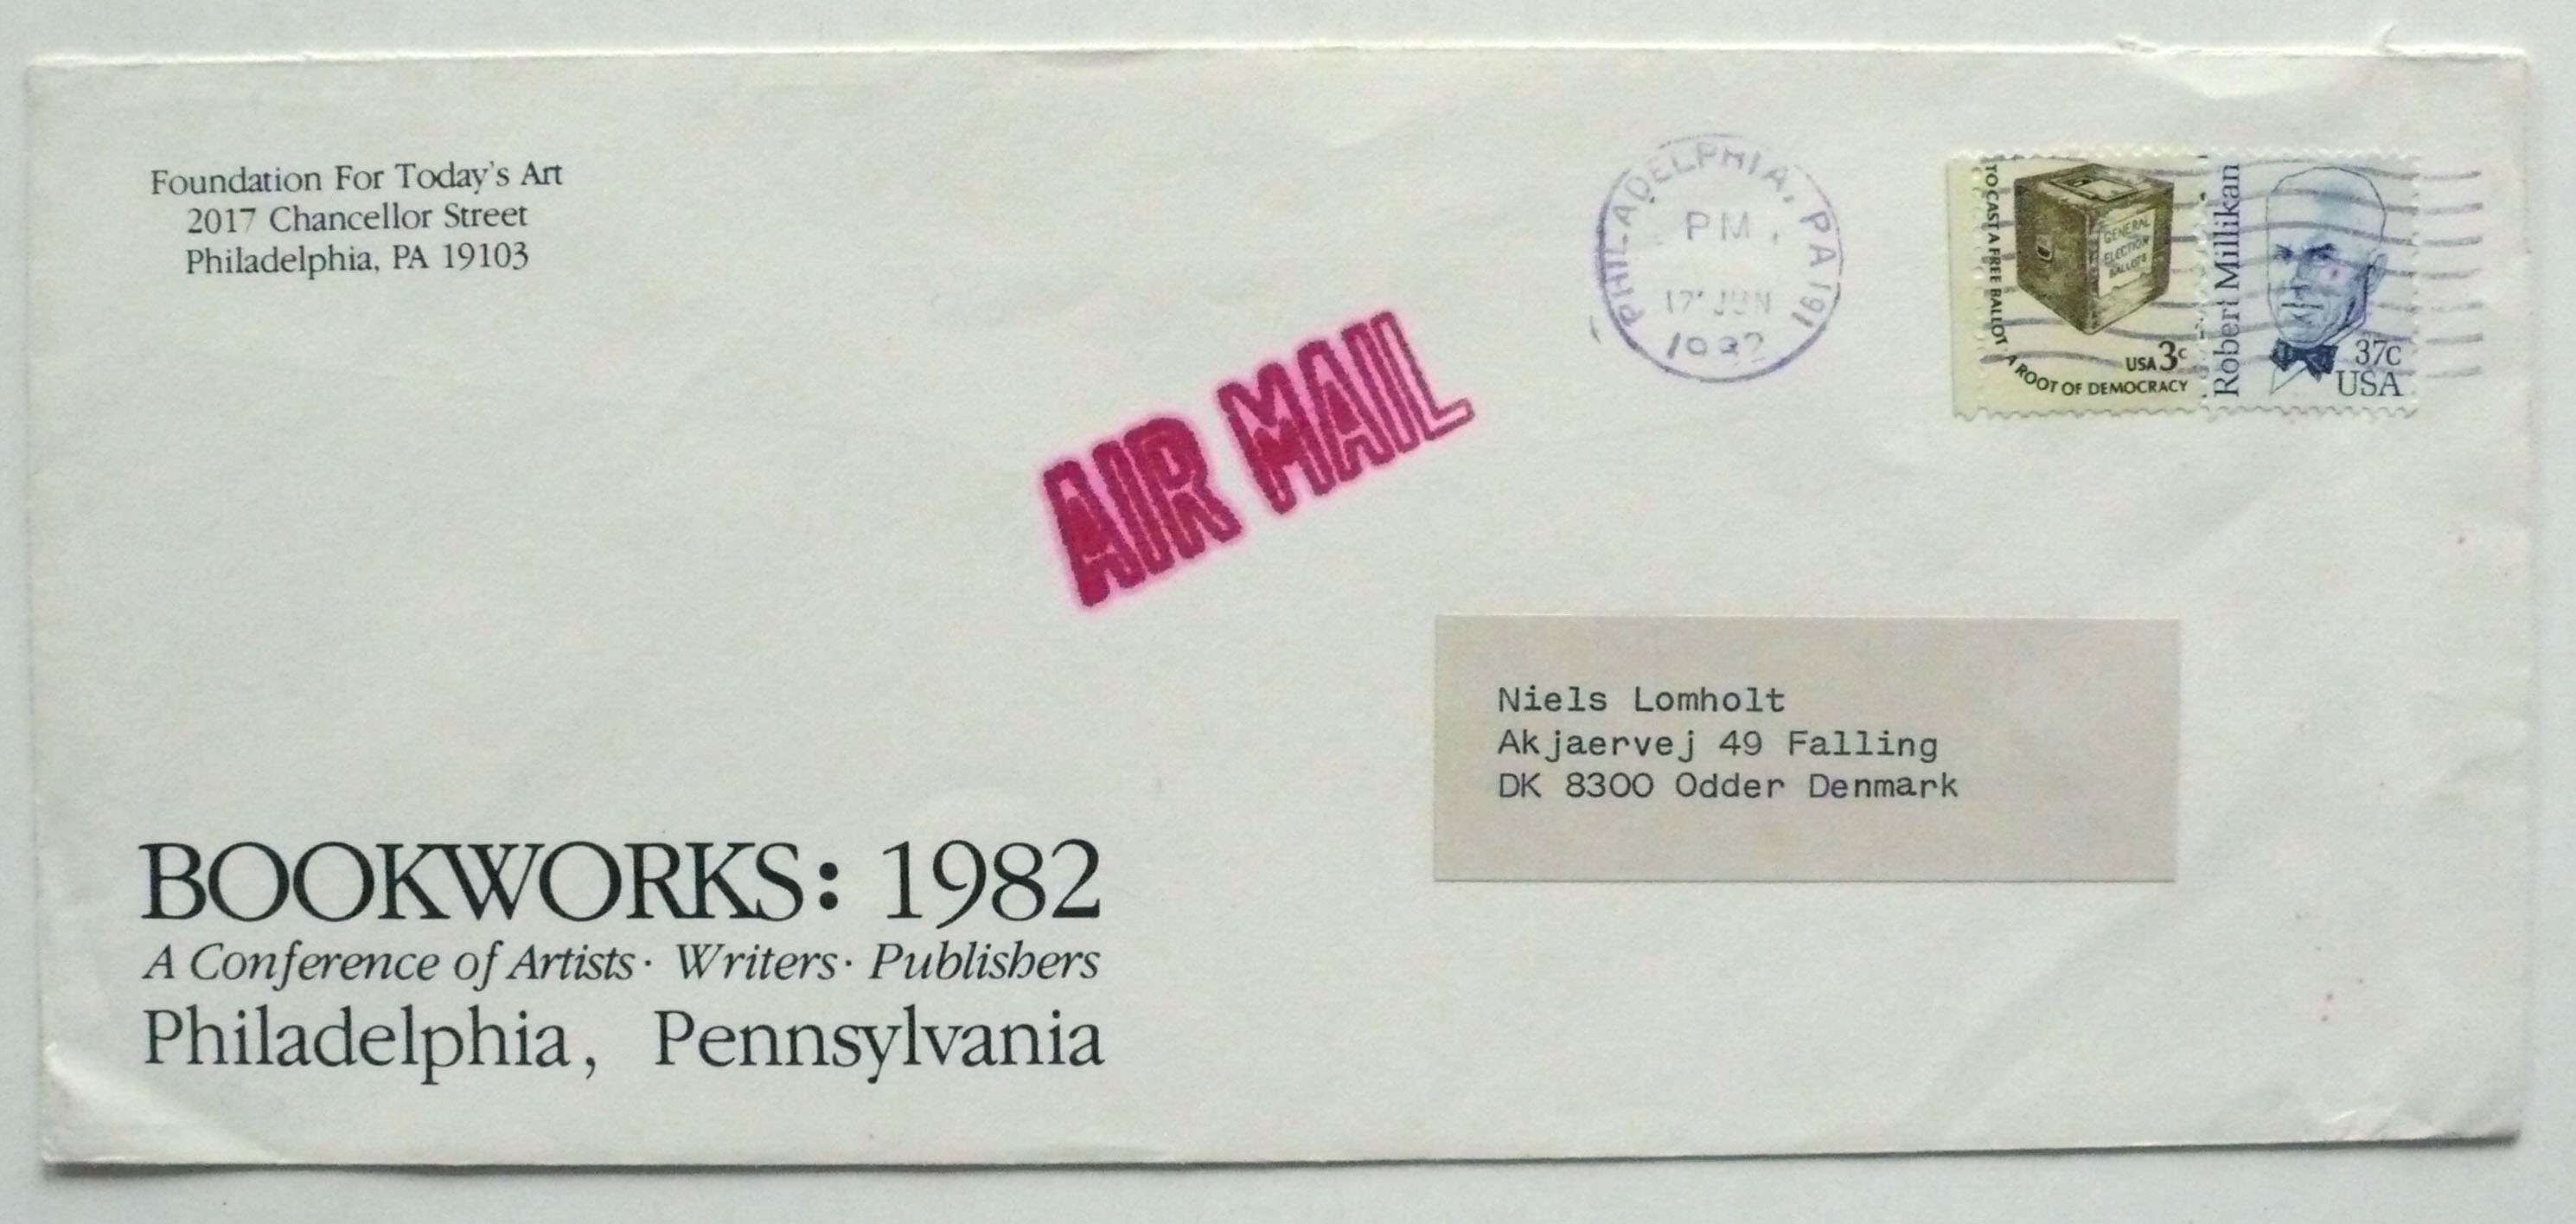 Foundation For Today's Art
2017 Chancellor Street
Philadelphia, PA 19103
PHILADELPHIA, PA 191
PM
17 JUN
1982
TO CAST A FREE BALLOT A ROOT OF DEMOCRACY
GENERAL
ELECTION
BALLOTS
USA 3c
Robert Millikan
37c
USA
AIR MAIL
Niels Lomholt
Akjaervej 49 Falling
DK 8300 Odder Denmark
BOOKWORKS: 1982
A Conference of Artists · Writers · Publishers
Philadelphia, Pennsylvania